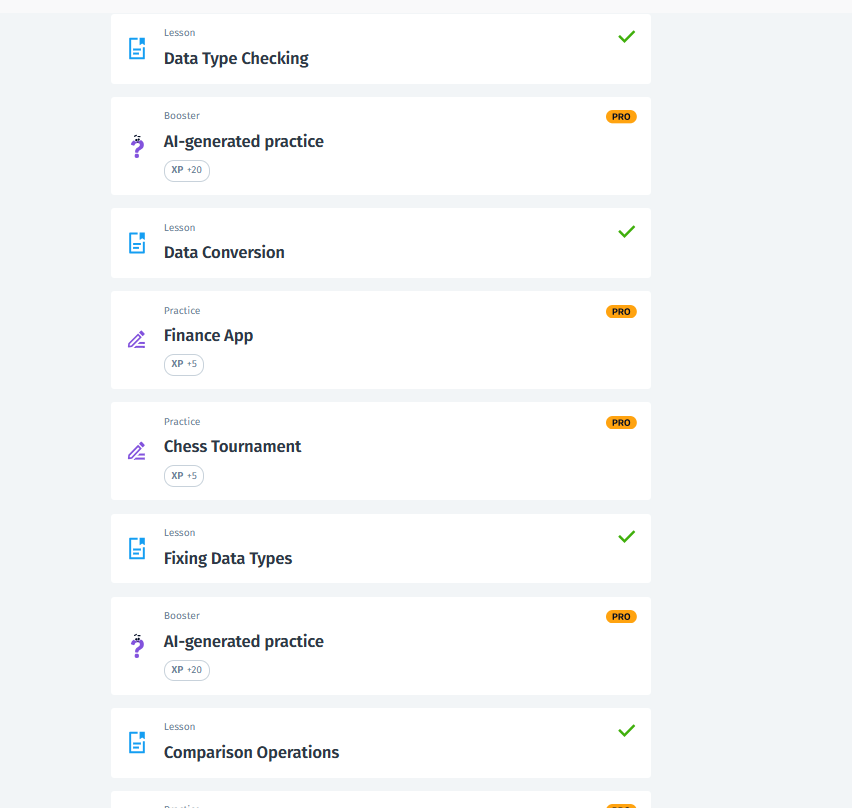 Lesson
Data Type Checking
Booster
PRO
AI-generated practice
XP +20
Lesson
Data Conversion
Practice
PRO
Finance App
XP +5
Practice
PRO
Chess Tournament
XP +5
Lesson
Fixing Data Types
Booster
PRO
AI-generated practice
XP +20
Lesson
Comparison Operations